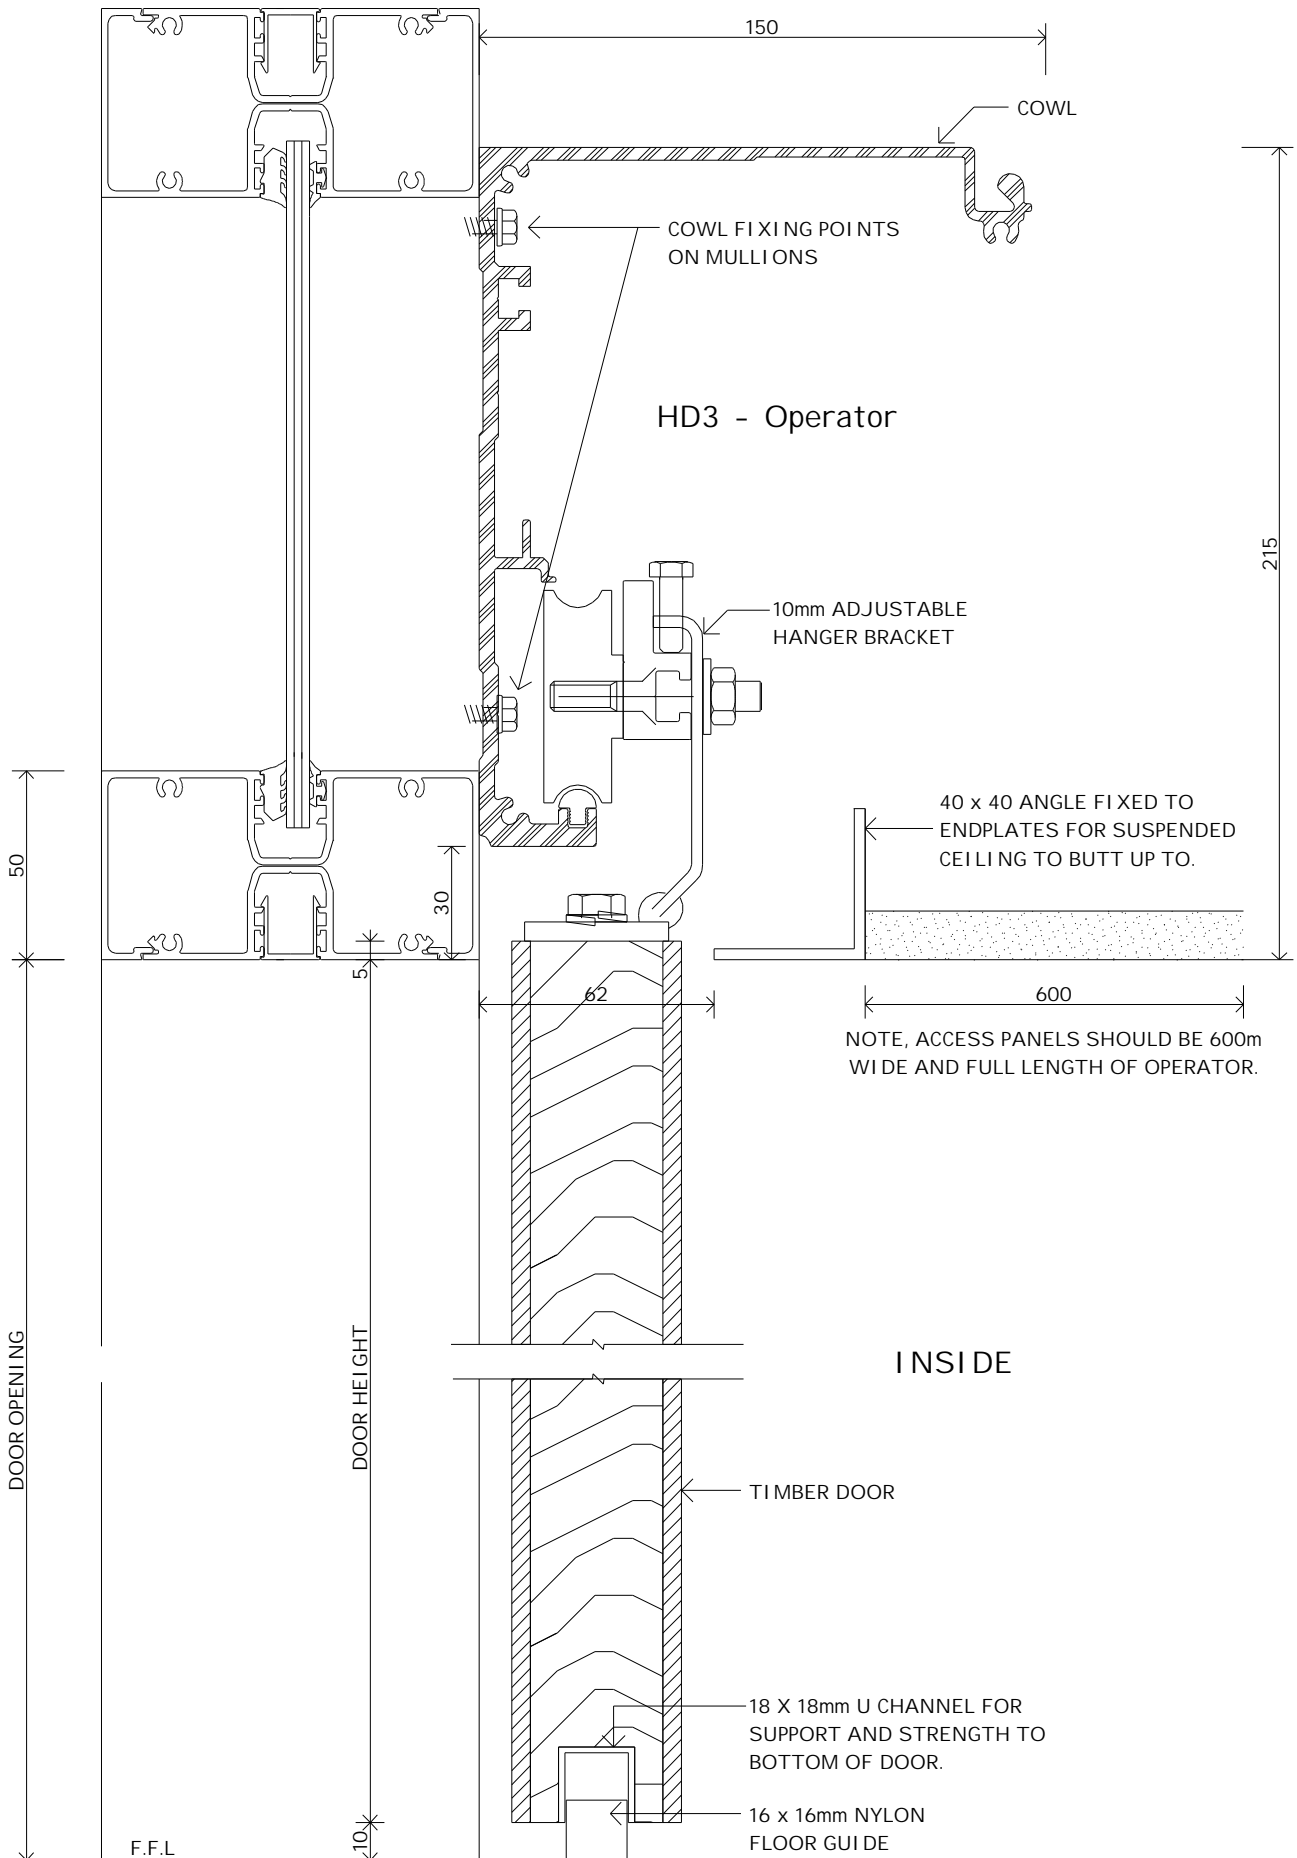 150
COWL
COWL FIXING POINTS
ON MULLIONS
HD3 - Operator
215
10mm ADJUSTABLE
HANGER BRACKET
40 x 40 ANGLE FIXED TO
ENDPLATES FOR SUSPENDED
CEILING TO BUTT UP TO.
50
30
5
62
600
NOTE, ACCESS PANELS SHOULD BE 600m
WIDE AND FULL LENGTH OF OPERATOR.
DOOR OPENING
DOOR HEIGHT
INSIDE
TIMBER DOOR
18 X 18mm U CHANNEL FOR
SUPPORT AND STRENGTH TO
BOTTOM OF DOOR.
16 x 16mm NYLON
FLOOR GUIDE
10
F.F.L